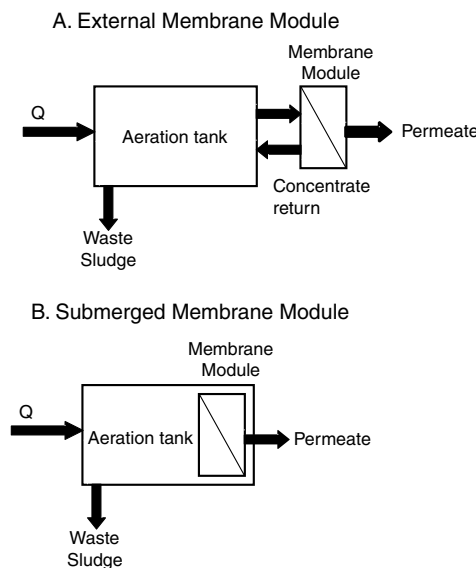 A. External Membrane Module
Membrane
Module
Q
Aeration tank
Permeate
Concentrate
return
Waste
Sludge
B. Submerged Membrane Module
Membrane
Module
Q
Aeration tank
Permeate
Waste
Sludge